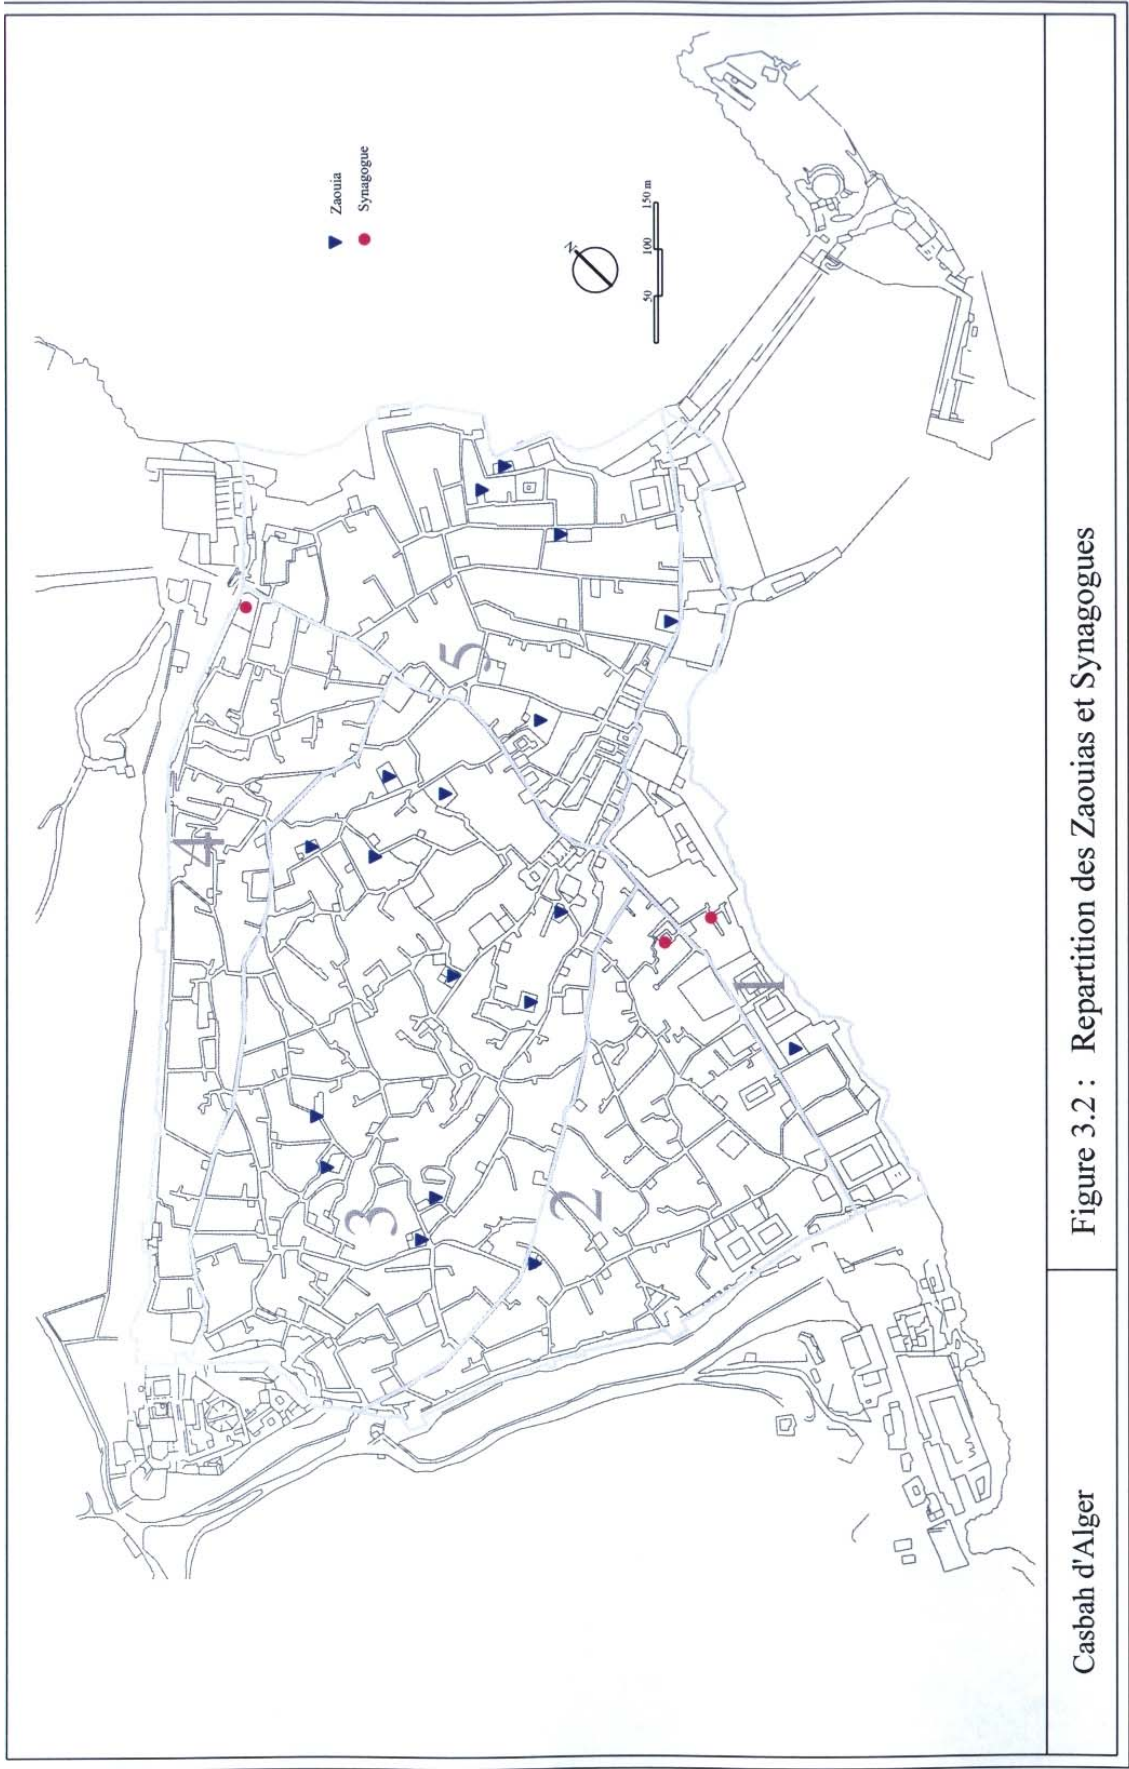 Zaouia
Synagogue
N
50 100 150 m
4
5
3
2
1
Casbah d'Alger
Figure 3.2 : Repartition des Zaouias et Synagogues